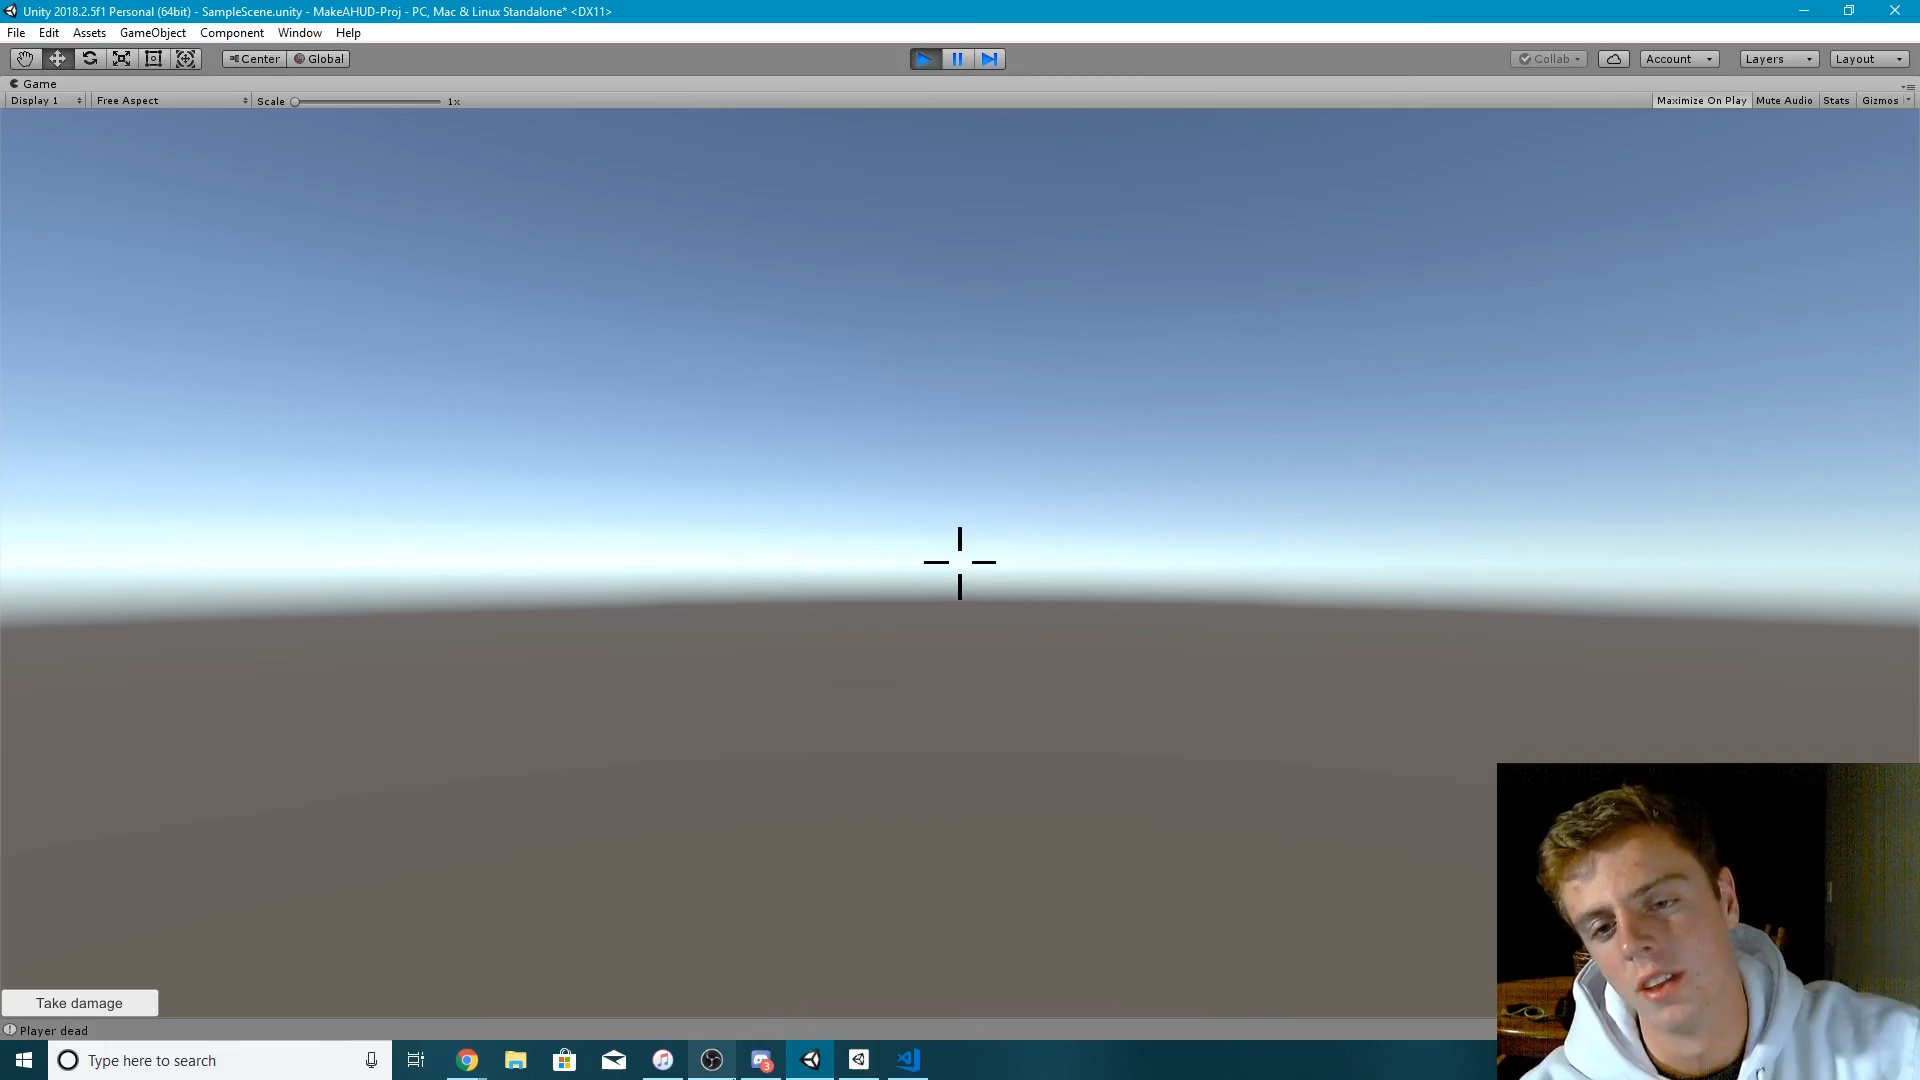 Unity 2018.2.5f1 Personal (64bit) - SampleScene.unity - MakeAHUD-Proj - PC, Mac & Linux Standalone* <DX11>
File Edit Assets GameObject Component Window Help
Center Global Collab Account Layers Layout
Game
Display 1 Free Aspect Scale 1x Maximize On Play Mute Audio Stats Gizmos
Take damage
Player dead
Type here to search 3